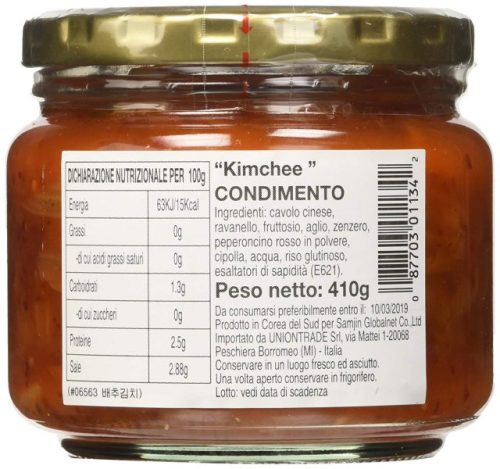 DICHIARAZIONE NUTRIZIONALE PER 100g
Energia 63KJ/15Kcal
Grassi 0g
-di cui acidi grassi saturi 0g
Carboidrati 1.3g
-di cui zuccheri 0g
Proteine 2.5g
Sale 2.88g
(#06563 배추김치)
“Kimchee ”
CONDIMENTO
Ingredienti: cavolo cinese,
ravanello, fruttosio, aglio, zenzero,
peperoncino rosso in polvere,
cipolla, acqua, riso glutinoso,
esaltatori di sapidità (E621).
Peso netto: 410g
Da consumarsi preferibilmente entro il: 10/03/2019
Prodotto in Corea del Sud per Samjin Globalnet Co.,Ltd
Importato da UNIONTRADE Srl, via Mattei 1-20068
Peschiera Borromeo (MI) - Italia
Conservare in un luogo fresco ed asciutto.
Una volta aperto conservare in frigorifero.
Lotto: vedi data di scadenza
0 87703 01134 2